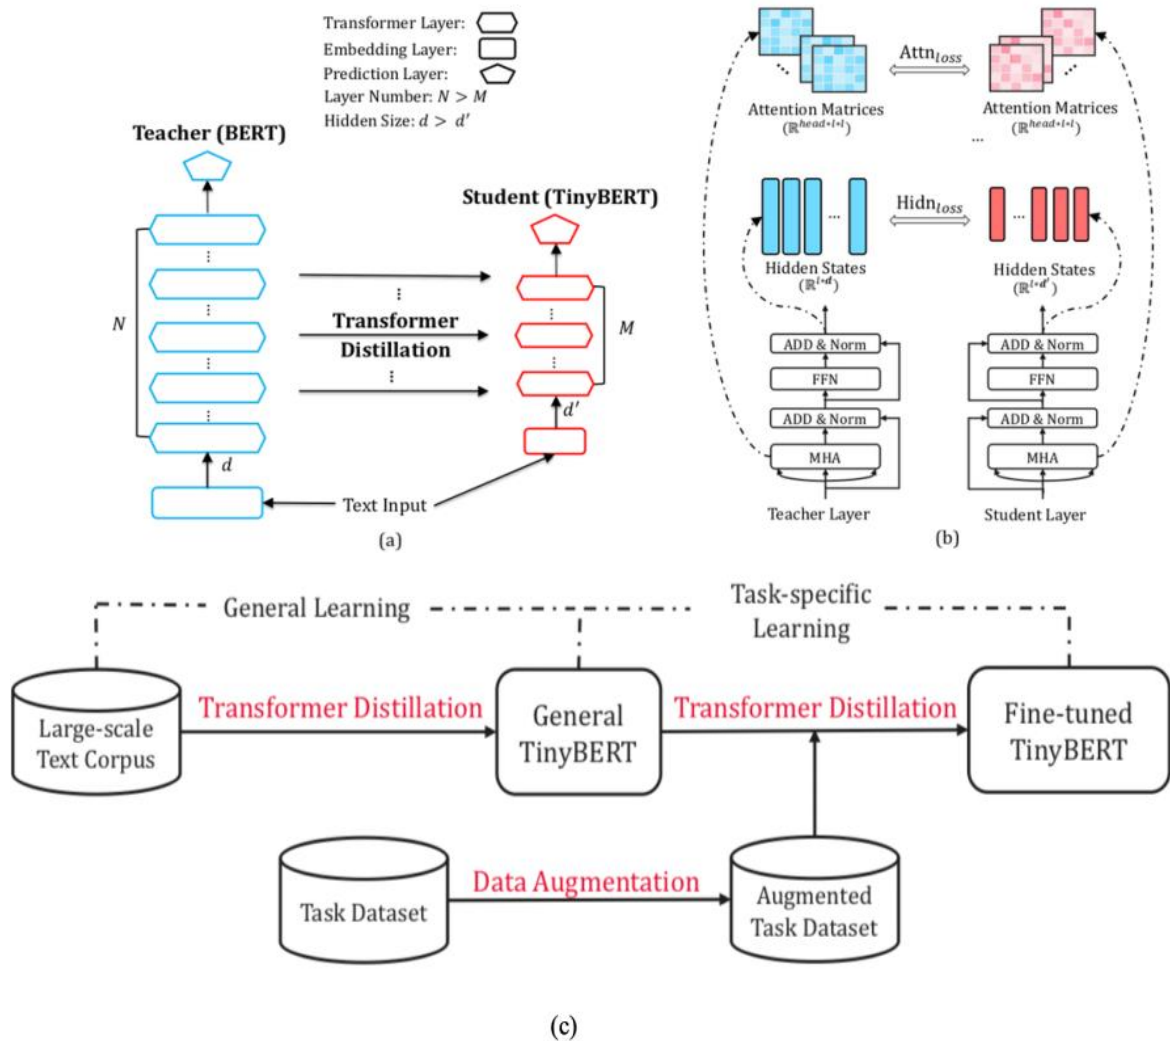 Transformer Layer:
Embedding Layer:
Prediction Layer:
Layer Number: N > M
Hidden Size: d > d′
Teacher (BERT)
Student (TinyBERT)
N
Transformer
Distillation
M
d
d′
Text Input
(a)
Attn_loss
Attention Matrices
(ℝ^head∗l∗l)
Attention Matrices
(ℝ^head∗l∗l)
...
Hidn_loss
Hidden States
(ℝ^l∗d)
Hidden States
(ℝ^l∗d′)
ADD & Norm
FFN
ADD & Norm
MHA
Teacher Layer
ADD & Norm
FFN
ADD & Norm
MHA
Student Layer
(b)
General Learning
Task-specific
Learning
Large-scale
Text Corpus
Transformer Distillation
General
TinyBERT
Transformer Distillation
Fine-tuned
TinyBERT
Task Dataset
Data Augmentation
Augmented
Task Dataset
(c)